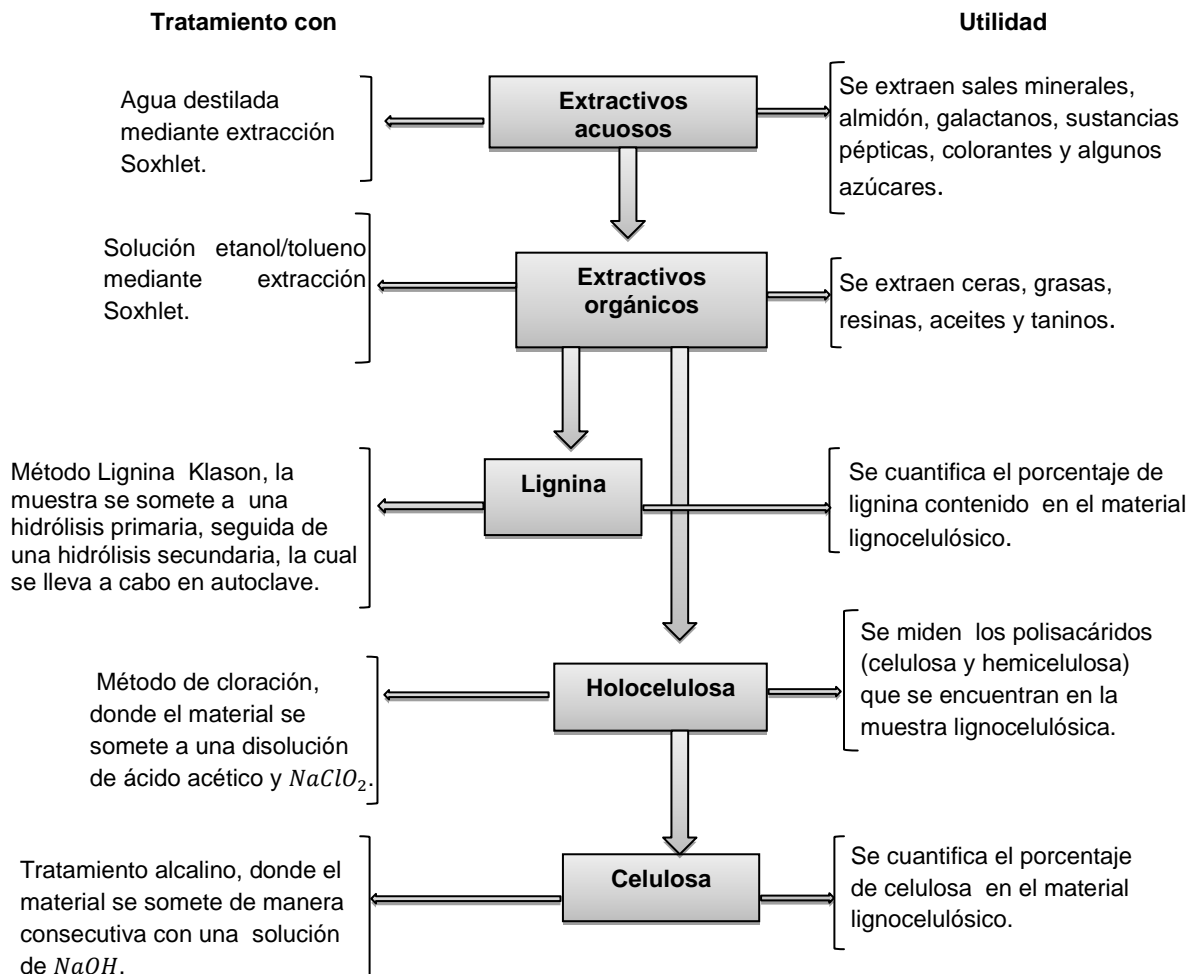 Tratamiento con
Utilidad
Agua destilada
mediante extracción
Soxhlet.
Extractivos
acuosos
Se extraen sales minerales,
almidón, galactanos, sustancias
pépticas, colorantes y algunos
azúcares.
Solución etanol/tolueno
mediante extracción
Soxhlet.
Extractivos
orgánicos
Se extraen ceras, grasas,
resinas, aceites y taninos.
Método Lignina Klason, la
muestra se somete a una
hidrólisis primaria, seguida de
una hidrólisis secundaria, la cual
se lleva a cabo en autoclave.
Lignina
Se cuantifica el porcentaje de
lignina contenido en el material
lignocelulósico.
Método de cloración,
donde el material se
somete a una disolución
de ácido acético y NaClO₂.
Holocelulosa
Se miden los polisacáridos
(celulosa y hemicelulosa)
que se encuentran en la
muestra lignocelulósica.
Tratamiento alcalino, donde el
material se somete de manera
consecutiva con una solución
de NaOH.
Celulosa
Se cuantifica el porcentaje
de celulosa en el material
lignocelulósico.